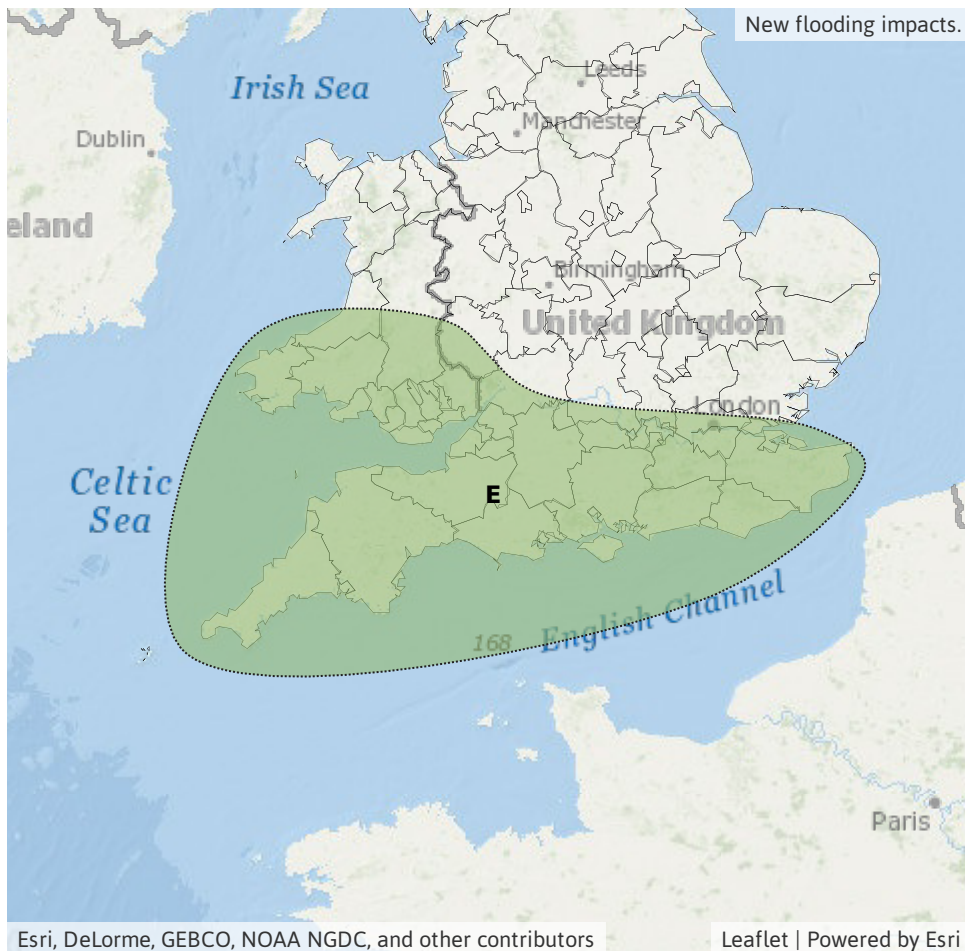 New flooding impacts.
Leeds
Irish Sea
Manchester
Dublin
eland
Birmingham
United Kingdom
London
Celtic
Sea
E
English Channel
168
Paris
Esri, DeLorme, GEBCO, NOAA NGDC, and other contributors
Leaflet | Powered by Esri